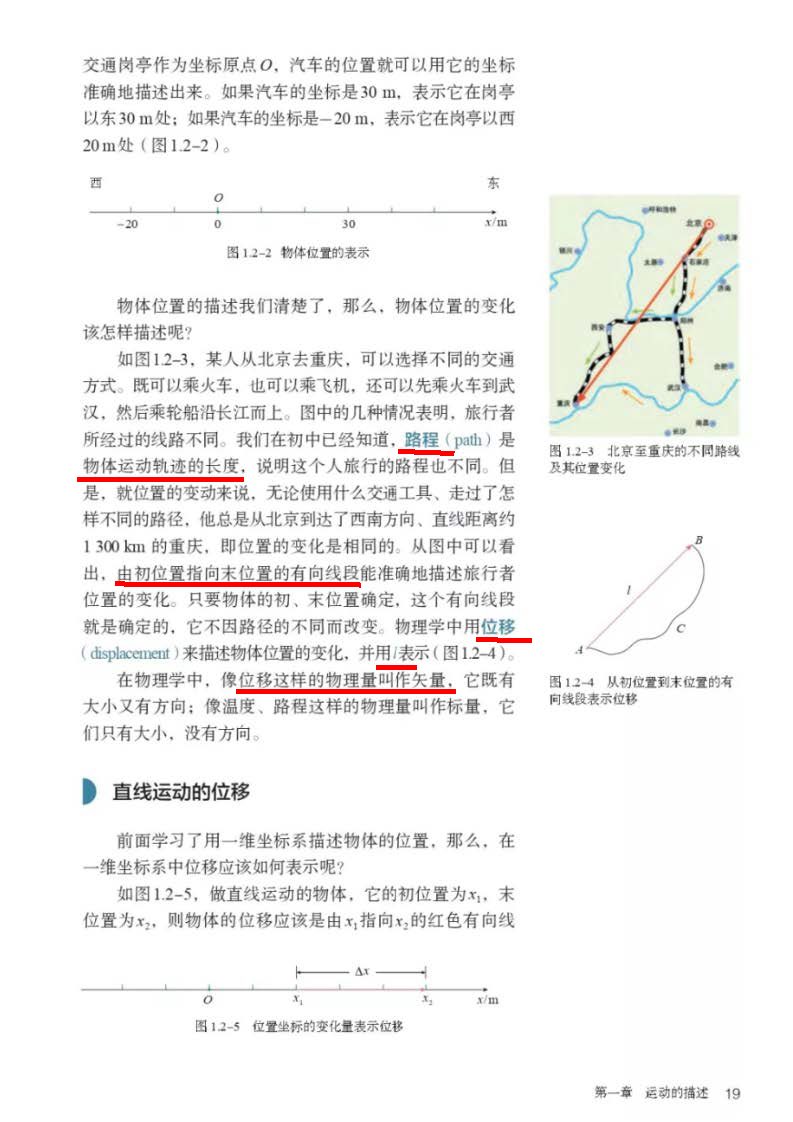 交通岗亭作为坐标原点O，汽车的位置就可以用它的坐标
准确地描述出来。如果汽车的坐标是30 m，表示它在岗亭
以东30 m处；如果汽车的坐标是－20 m，表示它在岗亭以西
20 m处（图1.2-2）。
西 东
O
-20 0 30 x/m
图1.2-2 物体位置的表示
物体位置的描述我们清楚了，那么，物体位置的变化
该怎样描述呢？
如图1.2-3，某人从北京去重庆，可以选择不同的交通
方式。既可以乘火车，也可以乘飞机，还可以先乘火车到武
汉，然后乘轮船沿长江而上。图中的几种情况表明，旅行者
所经过的线路不同。我们在初中已经知道，路程（path）是
物体运动轨迹的长度，说明这个人旅行的路程也不同。但
是，就位置的变动来说，无论使用什么交通工具、走过了怎
样不同的路径，他总是从北京到达了西南方向、直线距离约
1 300 km 的重庆，即位置的变化是相同的。从图中可以看
出，由初位置指向末位置的有向线段能准确地描述旅行者
位置的变化。只要物体的初、末位置确定，这个有向线段
就是确定的，它不因路径的不同而改变。物理学中用位移
（displacement）来描述物体位置的变化，并用l表示（图1.2-4）。
在物理学中，像位移这样的物理量叫作矢量，它既有
大小又有方向；像温度、路程这样的物理量叫作标量，它
们只有大小，没有方向。
直线运动的位移
前面学习了用一维坐标系描述物体的位置，那么，在
一维坐标系中位移应该如何表示呢？
如图1.2-5，做直线运动的物体，它的初位置为x₁，末
位置为x₂，则物体的位移应该是由x₁指向x₂的红色有向线
Δx
O x₁ x₂ x/m
图1.2-5 位置坐标的变化量表示位移
呼和浩特
北京
天津
银川
太原
石家庄
济南
西安
郑州
合肥
武汉
重庆
南昌
长沙
图1.2-3 北京至重庆的不同路线
及其位置变化
B
l
C
A
图1.2-4 从初位置到末位置的有
向线段表示位移
第一章 运动的描述 19